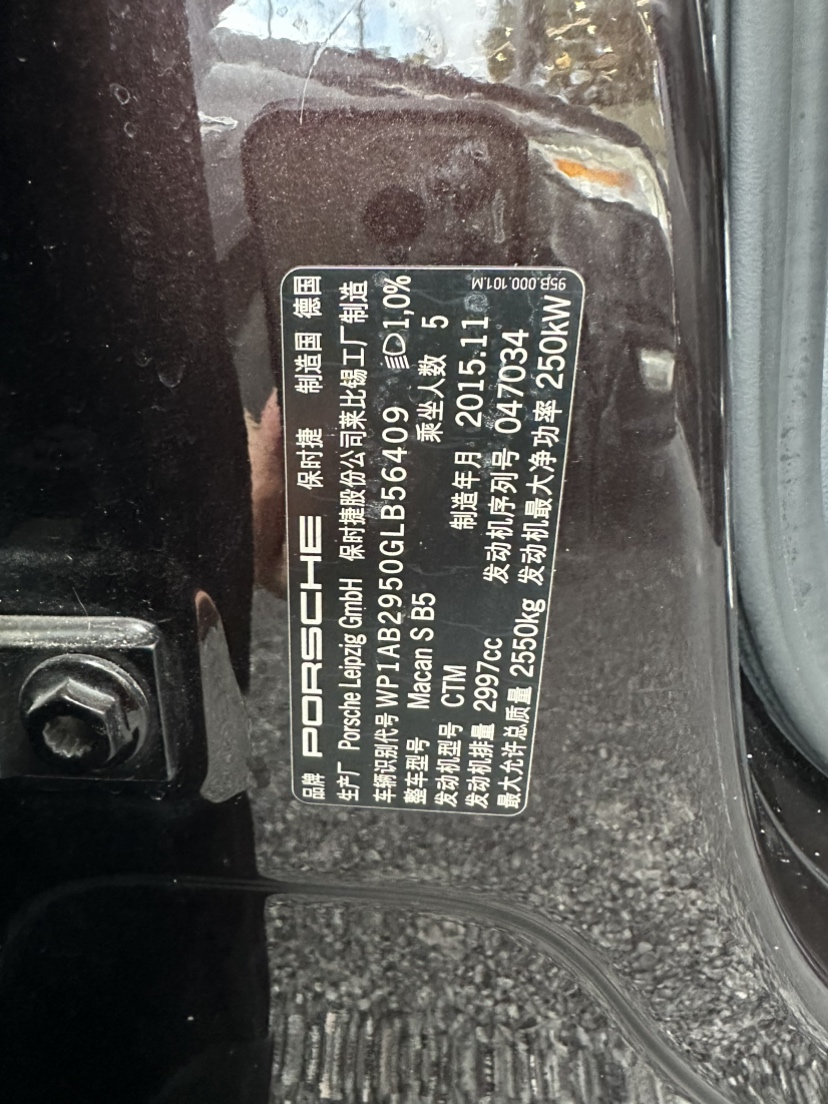 品牌 PORSCHE 保时捷 制造国 德国
生产厂 Porsche Leipzig GmbH 保时捷股份公司莱比锡工厂制造
车辆识别代号 WP1AB2950GLB56409 1,0%
整车型号 Macan S B5 乘坐人数 5
发动机型号 CTM 制造年月 2015.11
发动机排量 2997cc 发动机序列号 047034
最大允许总质量 2550kg 发动机最大净功率 250kW
95B.000.101.M